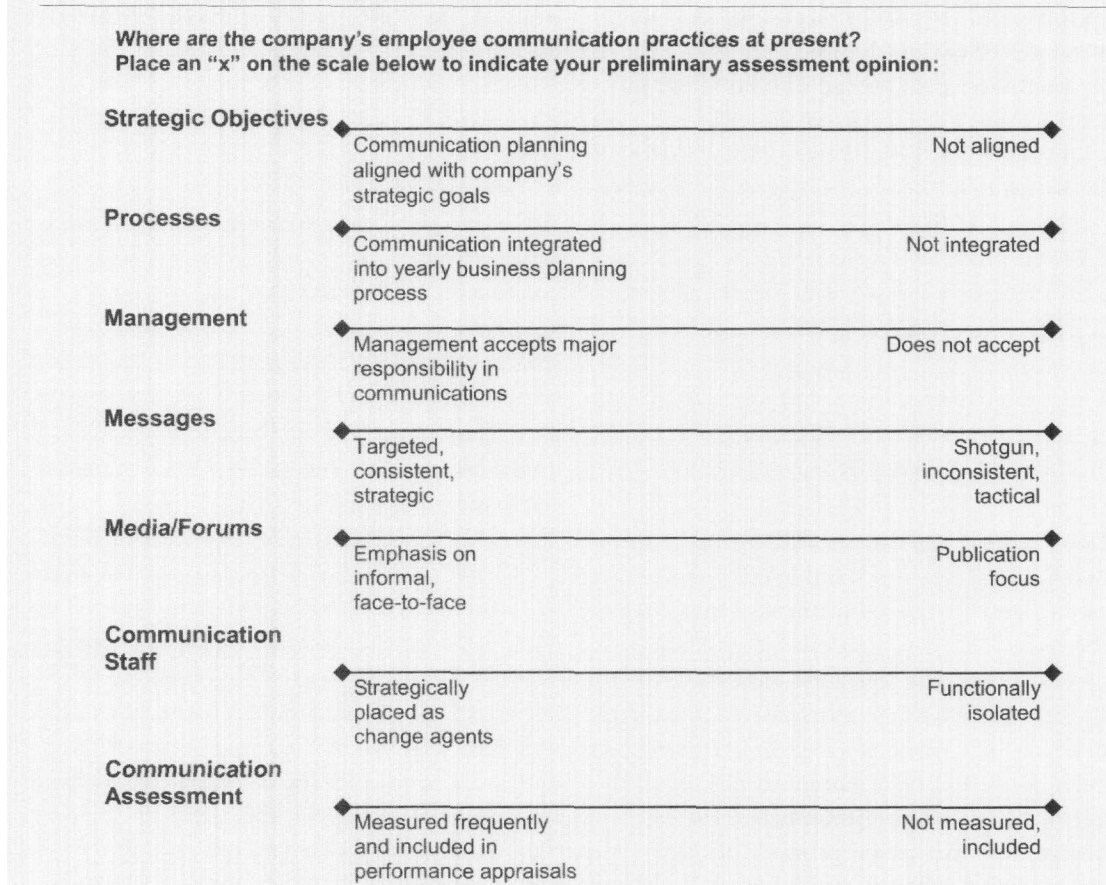 Where are the company's employee communication practices at present?
Place an "x" on the scale below to indicate your preliminary assessment opinion:
Strategic Objectives
Communication planning
aligned with company's
strategic goals
Not aligned
Processes
Communication integrated
into yearly business planning
process
Not integrated
Management
Management accepts major
responsibility in
communications
Does not accept
Messages
Targeted,
consistent,
strategic
Shotgun,
inconsistent,
tactical
Media/Forums
Emphasis on
informal,
face-to-face
Publication
focus
Communication
Staff
Strategically
placed as
change agents
Functionally
isolated
Communication
Assessment
Measured frequently
and included in
performance appraisals
Not measured,
included